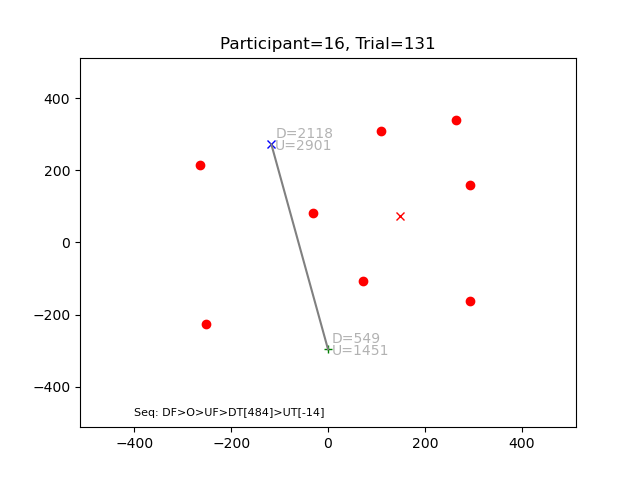 Participant=16, Trial=131
400
200
0
−200
−400
D=2118
U=2901
D=549
U=1451
Seq: DF>O>UF>DT[484]>UT[-14]
−400
−200
0
200
400